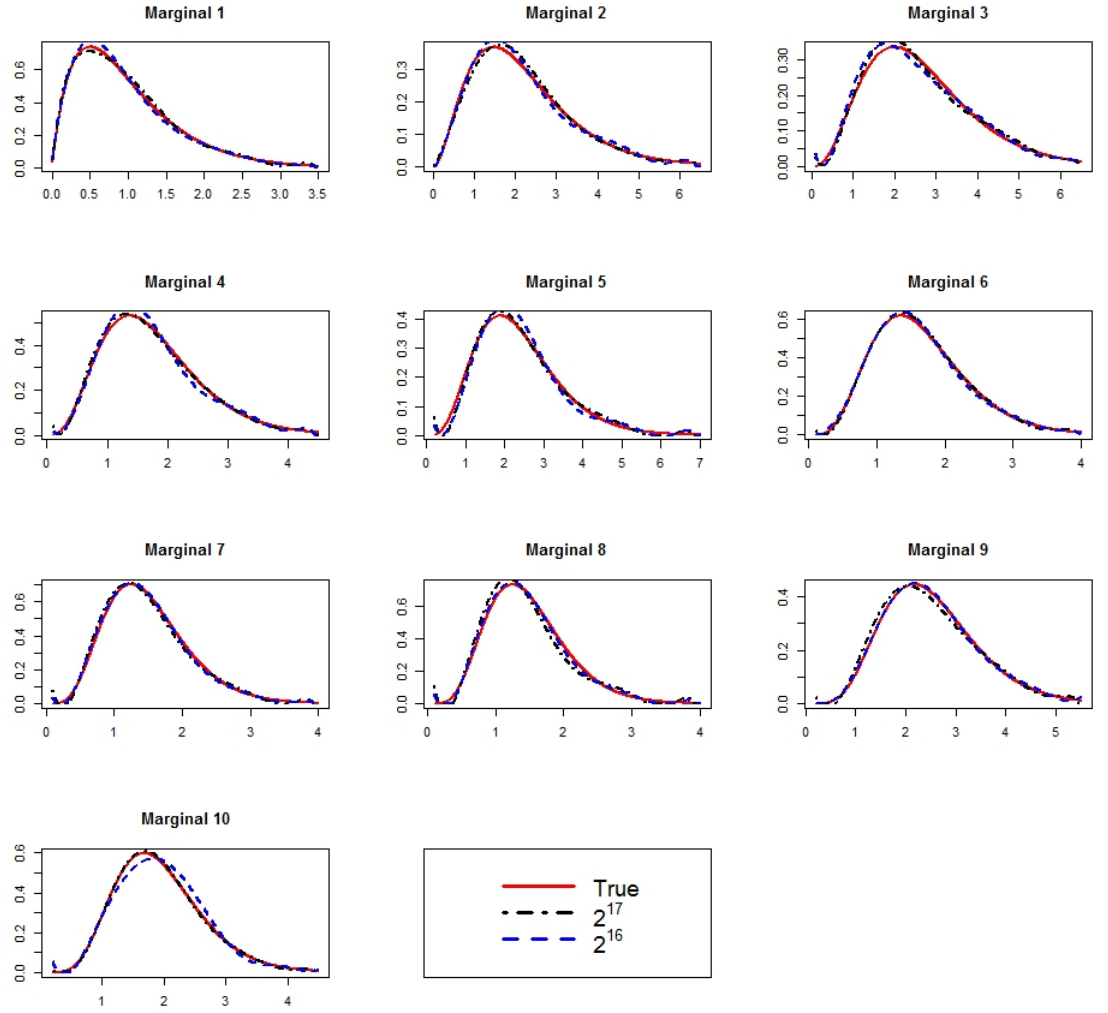 Marginal 1
Marginal 2
Marginal 3
0.0 0.2 0.4 0.6
0.0 0.5 1.0 1.5 2.0 2.5 3.0 3.5
0.0 0.1 0.2 0.3
0 1 2 3 4 5 6
0.00 0.10 0.20 0.30
0 1 2 3 4 5 6
Marginal 4
Marginal 5
Marginal 6
0.0 0.2 0.4
0 1 2 3 4
0.0 0.1 0.2 0.3 0.4
0 1 2 3 4 5 6 7
0.0 0.2 0.4 0.6
0 1 2 3 4
Marginal 7
Marginal 8
Marginal 9
0.0 0.2 0.4 0.6
0 1 2 3 4
0.0 0.2 0.4 0.6
0 1 2 3 4
0.0 0.2 0.4
0 1 2 3 4 5
Marginal 10
0.0 0.2 0.4 0.6
1 2 3 4
True
2^17
2^16